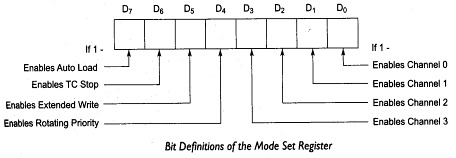 D7 D6 D5 D4 D3 D2 D1 D0
If 1 - If 1 -
Enables Auto Load Enables Channel 0
Enables TC Stop Enables Channel 1
Enables Extended Write Enables Channel 2
Enables Rotating Priority Enables Channel 3
Bit Definitions of the Mode Set Register